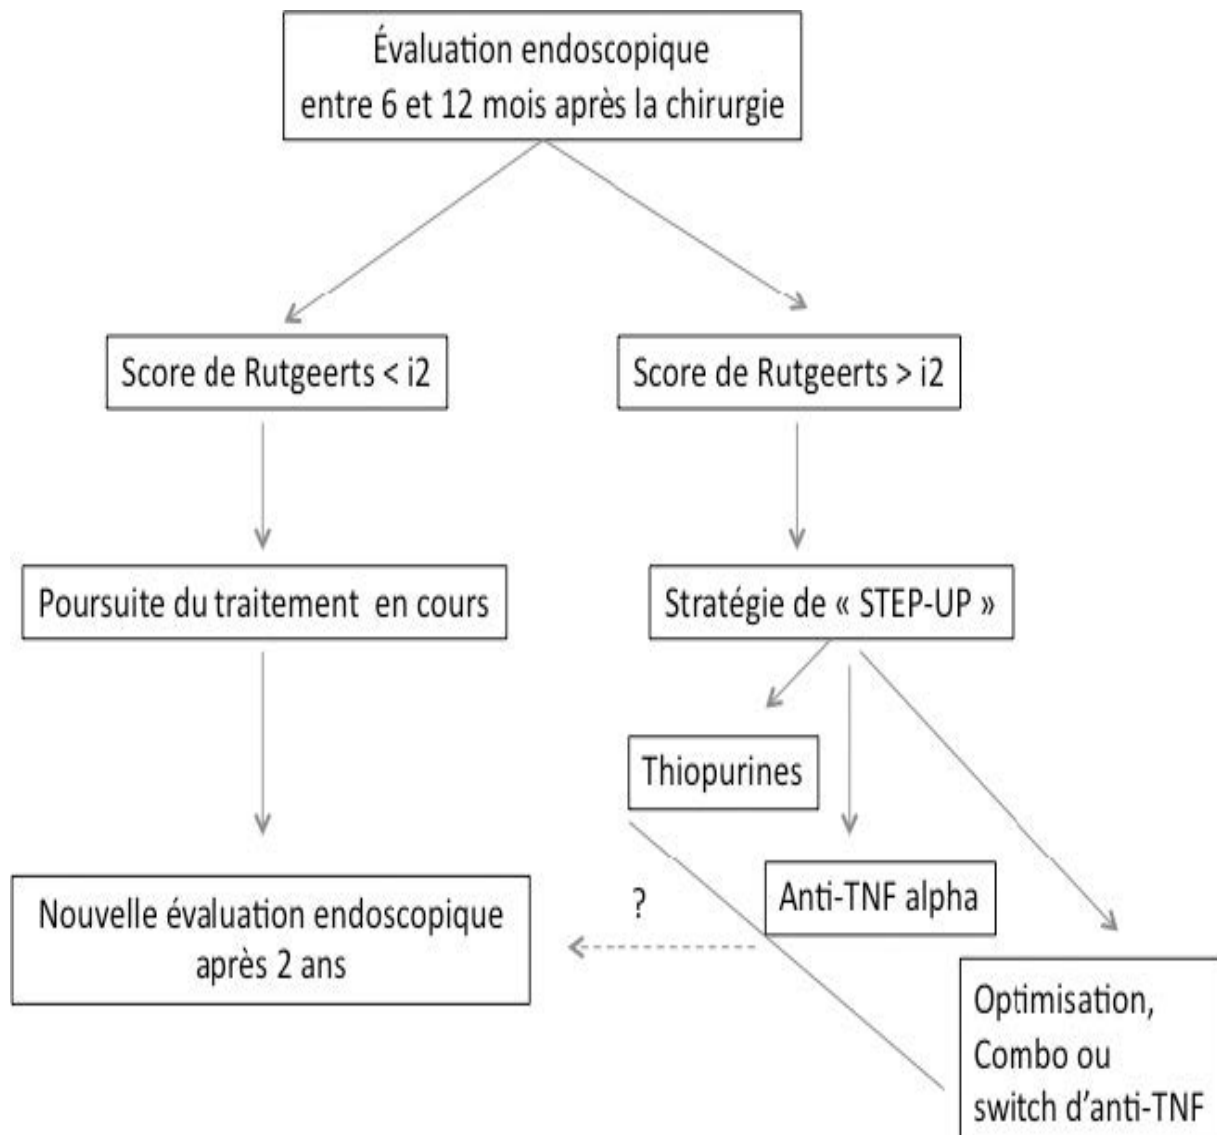 Évaluation endoscopique
entre 6 et 12 mois après la chirurgie
Score de Rutgeerts < i2
Score de Rutgeerts > i2
Poursuite du traitement en cours
Stratégie de « STEP-UP »
Thiopurines
Anti-TNF alpha
?
Nouvelle évaluation endoscopique
après 2 ans
Optimisation,
Combo ou
switch d'anti-TNF